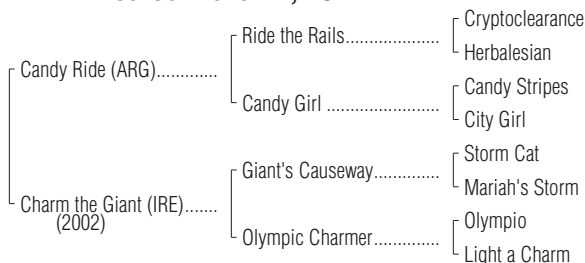 Cryptoclearance
Ride the Rails....................
Herbalesian
Candy Ride (ARG).............
Candy Stripes
Candy Girl ........................
City Girl
Storm Cat
Giant's Causeway..............
Mariah's Storm
Charm the Giant (IRE).......
(2002)
Olympio
Olympic Charmer..............
Light a Charm